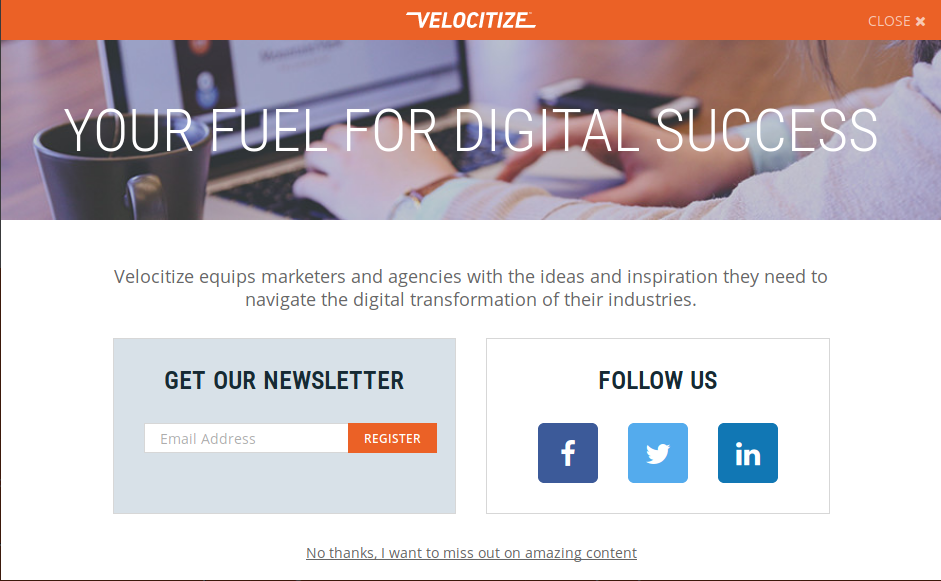 VELOCITIZE
CLOSE ×
YOUR FUEL FOR DIGITAL SUCCESS
Velocitize equips marketers and agencies with the ideas and inspiration they need to
navigate the digital transformation of their industries.
GET OUR NEWSLETTER
Email Address
REGISTER
FOLLOW US
f
in
No thanks, I want to miss out on amazing content